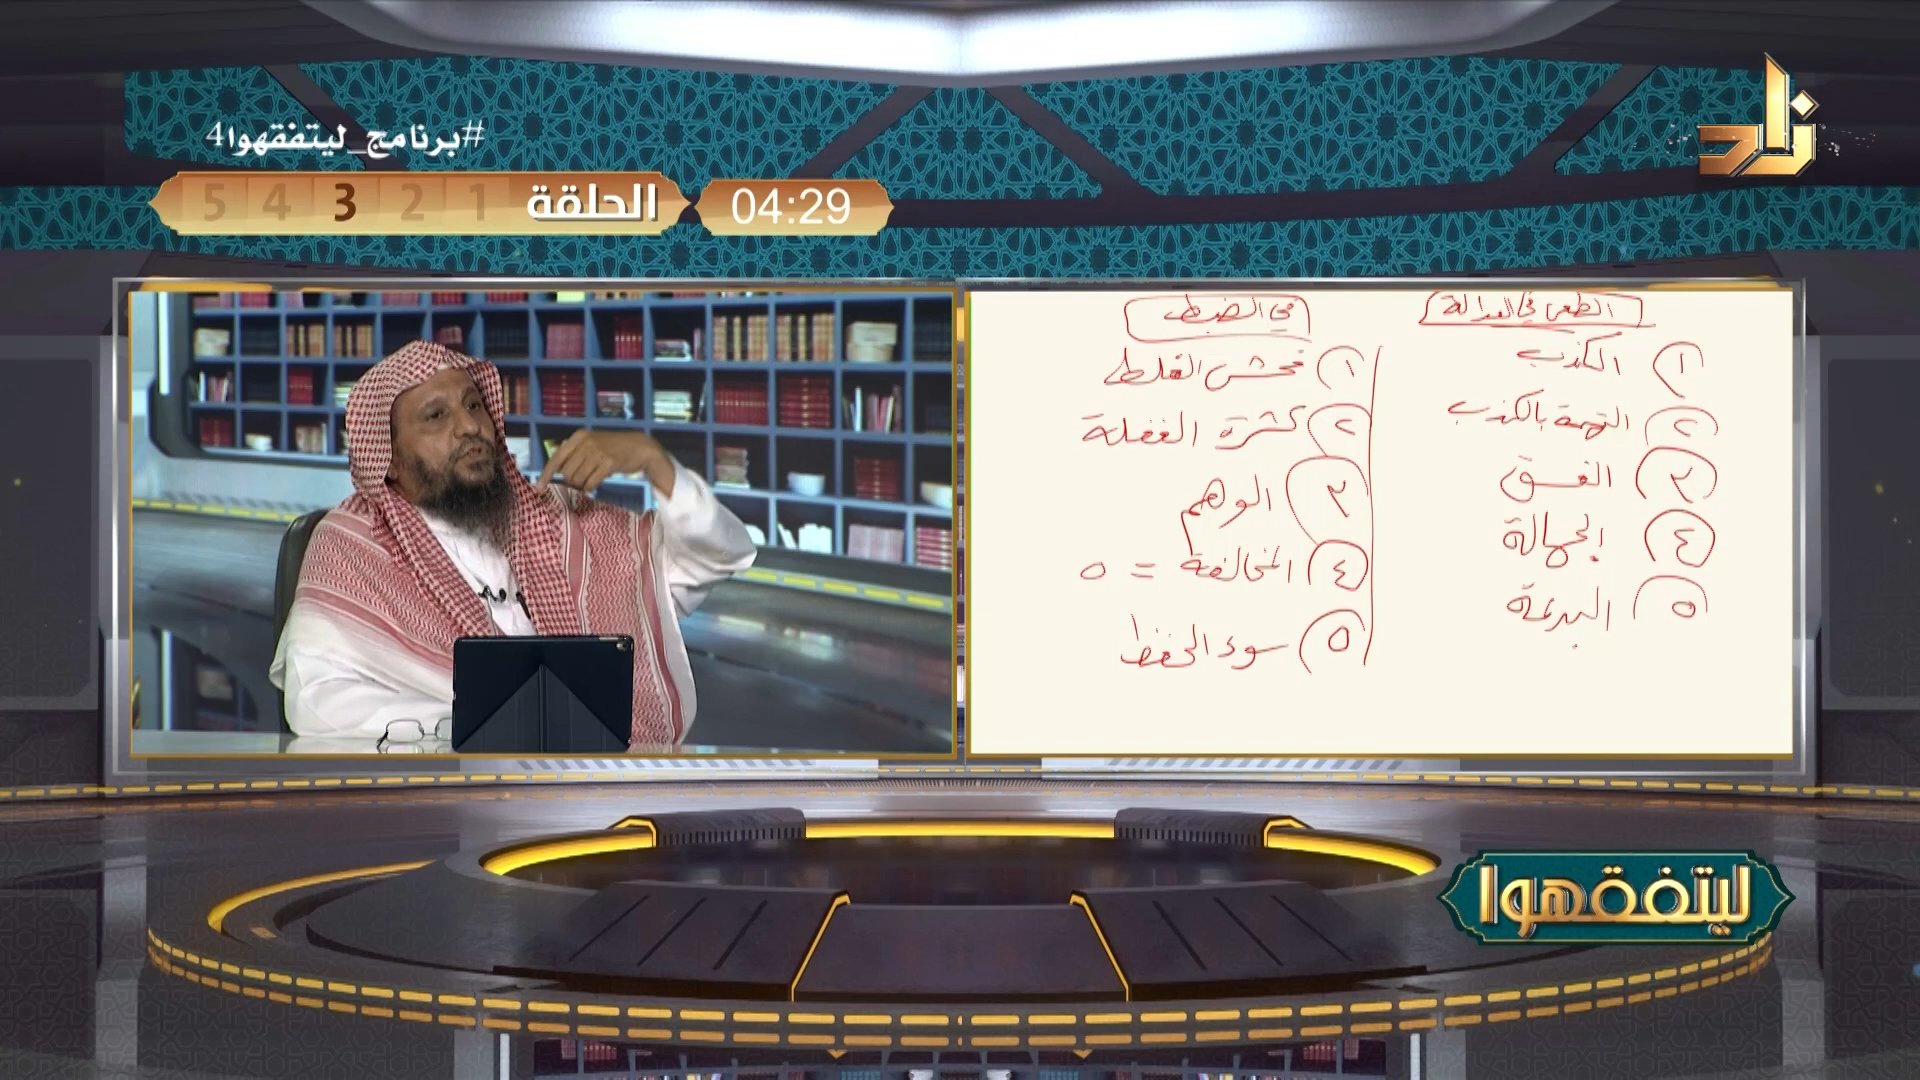 زاد
#برنامج_ليتفقهوا4
الحلقة 1 2 3 4 5
04:29
الطعن في العدالة
١ الكذب
٢ التهمة بالكذب
٣ الفسق
٤ الجهالة
٥ البدعة
في الضبط
١ فحش الغلط
٢ كثرة الغفلة
٣ الوهم
٤ المخالفة = ٥
٥ سوء الحفظ
ليتفقهوا